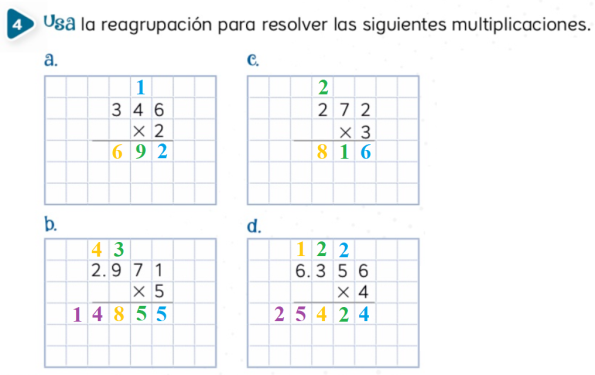 4 Usa la reagrupación para resolver las siguientes multiplicaciones.
a.
1
3 4 6
× 2
6 9 2
c.
2
2 7 2
× 3
8 1 6
b.
4 3
2.9 7 1
× 5
1 4 8 5 5
d.
1 2 2
6.3 5 6
× 4
2 5 4 2 4